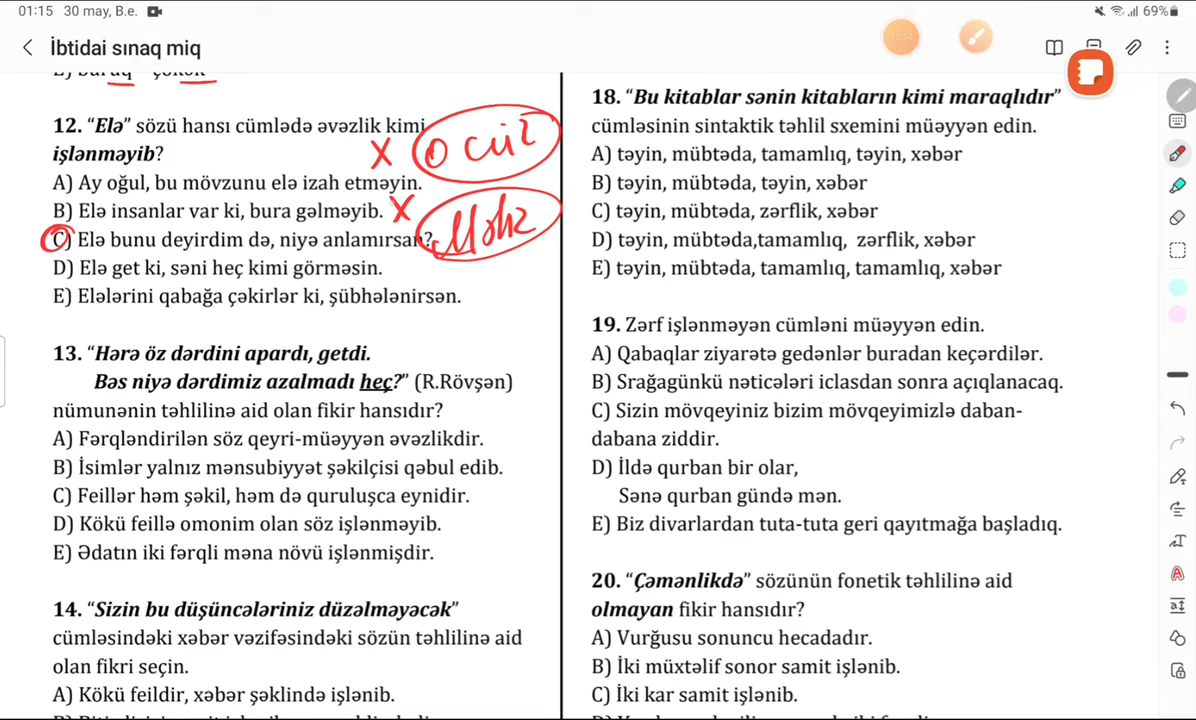 01:15 30 may, B.e. 69%
İbtidai sınaq miq
12:24
12. “Elə” sözü hansı cümlədə əvəzlik kimi
işlənməyib?
A) Ay oğul, bu mövzunu elə izah etməyin.
B) Elə insanlar var ki, bura gəlməyib.
C) Elə bunu deyirdim də, niyə anlamırsan?
D) Elə get ki, səni heç kimi görməsin.
E) Elələrini qabağa çəkirlər ki, şübhələnirsən.
X O cür
X Məhz
13. “Hərə öz dərdini apardı, getdi.
Bəs niyə dərdimiz azalmadı heç?” (R.Rövşən)
nümunənin təhlilinə aid olan fikir hansıdır?
A) Fərqləndirilən söz qeyri-müəyyən əvəzlikdir.
B) İsimlər yalnız mənsubiyyət şəkilçisi qəbul edib.
C) Feillər həm şəkil, həm də quruluşca eynidir.
D) Kökü feillə omonim olan söz işlənməyib.
E) Ədatın iki fərqli məna növü işlənmişdir.
14. “Sizin bu düşüncələriniz düzəlməyəcək”
cümləsindəki xəbər vəzifəsindəki sözün təhlilinə aid
olan fikri seçin.
A) Kökü feildir, xəbər şəklində işlənib.
18. “Bu kitablar sənin kitabların kimi maraqlıdır”
cümləsinin sintaktik təhlil sxemini müəyyən edin.
A) təyin, mübtəda, tamamlıq, təyin, xəbər
B) təyin, mübtəda, təyin, xəbər
C) təyin, mübtəda, zərflik, xəbər
D) təyin, mübtəda,tamamlıq, zərflik, xəbər
E) təyin, mübtəda, tamamlıq, tamamlıq, xəbər
19. Zərf işlənməyən cümləni müəyyən edin.
A) Qabaqlar ziyarətə gedənlər buradan keçərdilər.
B) Srağagünkü nəticələri iclasdan sonra açıqlanacaq.
C) Sizin mövqeyiniz bizim mövqeyimizlə daban-
dabana ziddir.
D) İldə qurban bir olar,
Sənə qurban gündə mən.
E) Biz divarlardan tuta-tuta geri qayıtmağa başladıq.
20. “Çəmənlikdə” sözünün fonetik təhlilinə aid
olmayan fikir hansıdır?
A) Vurğusu sonuncu hecadadır.
B) İki müxtəlif sonor samit işlənib.
C) İki kar samit işlənib.